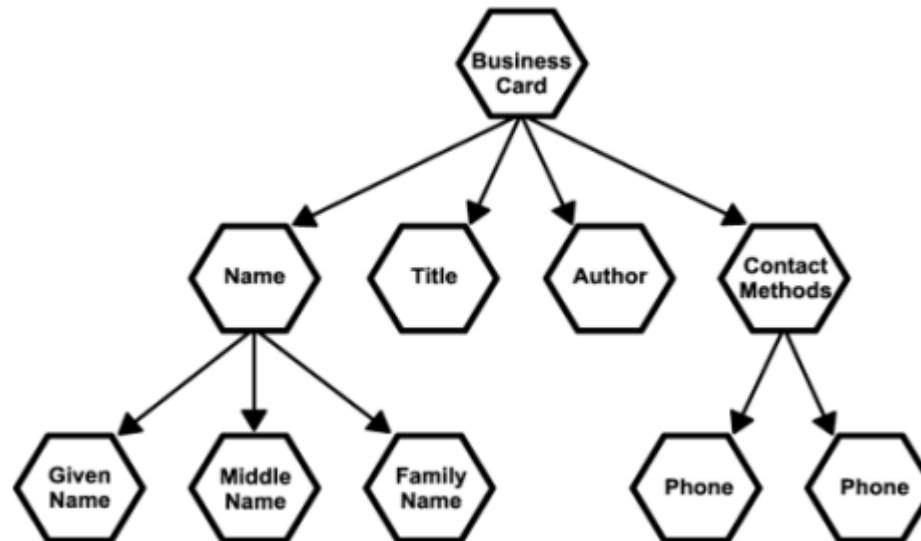 Business
Card
Name
Title
Author
Contact
Methods
Given
Name
Middle
Name
Family
Name
Phone
Phone